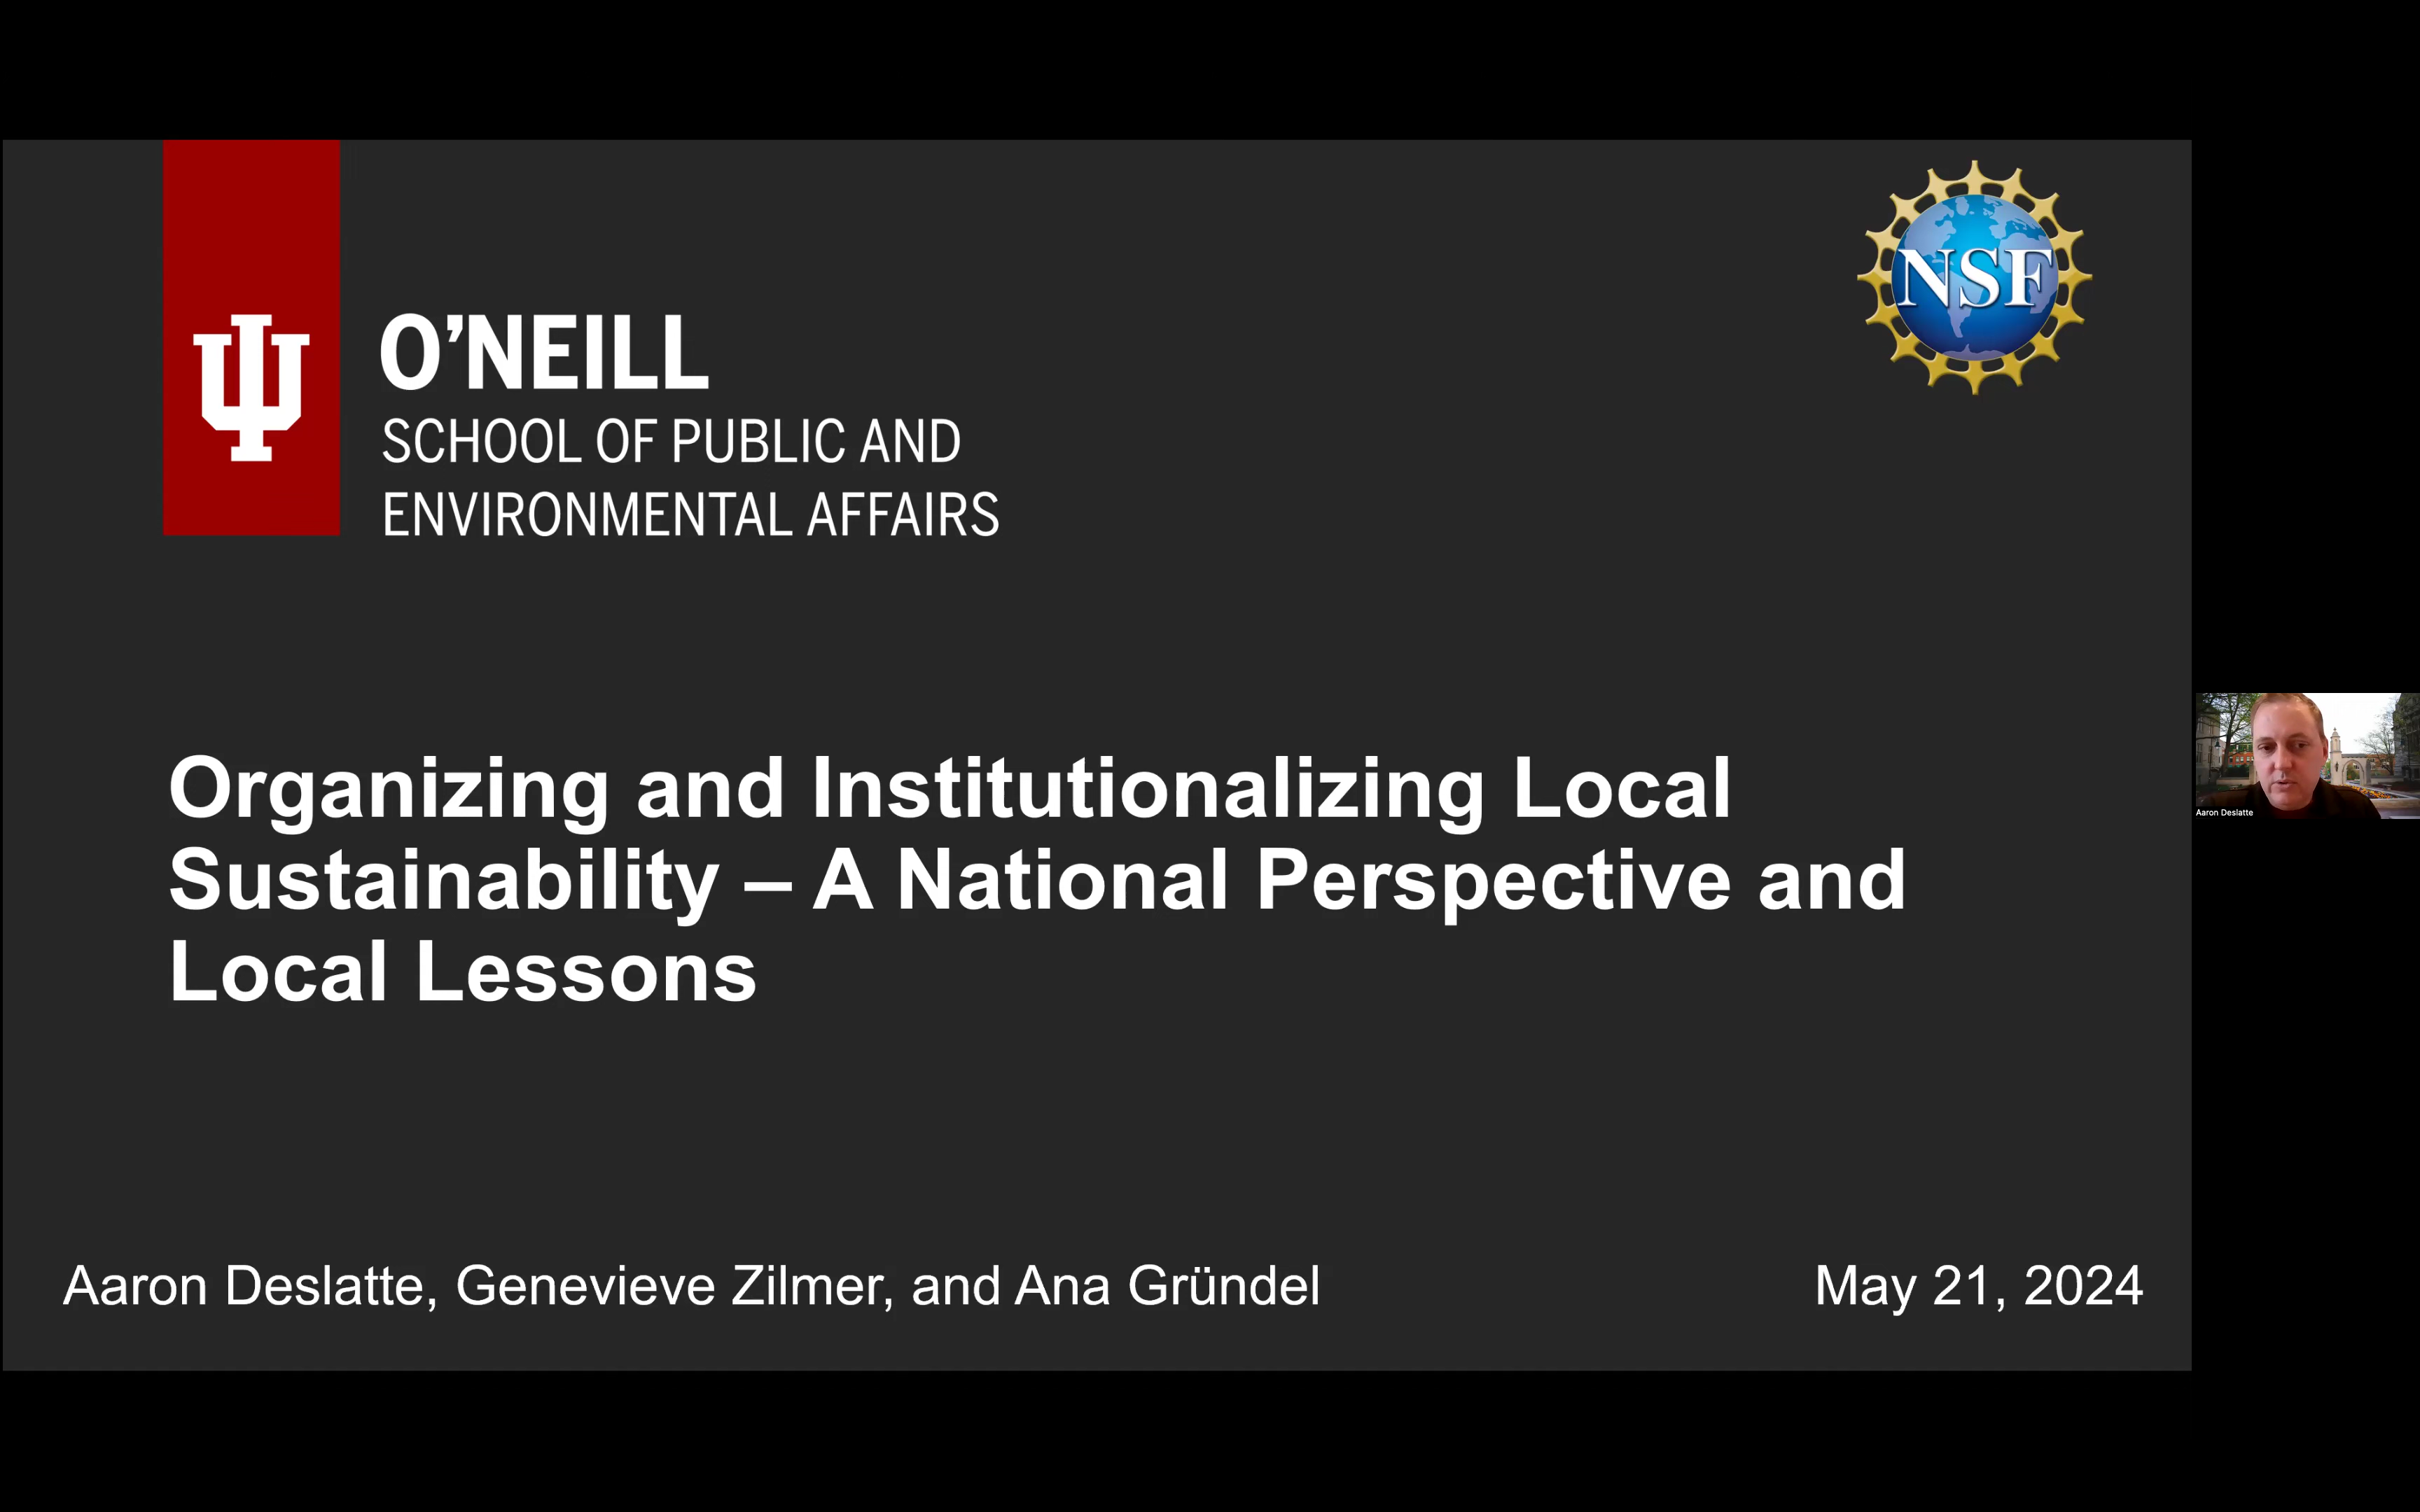 O’NEILL
SCHOOL OF PUBLIC AND
ENVIRONMENTAL AFFAIRS
NSF
Organizing and Institutionalizing Local
Sustainability – A National Perspective and
Local Lessons
Aaron Deslatte
Aaron Deslatte, Genevieve Zilmer, and Ana Gründel
May 21, 2024